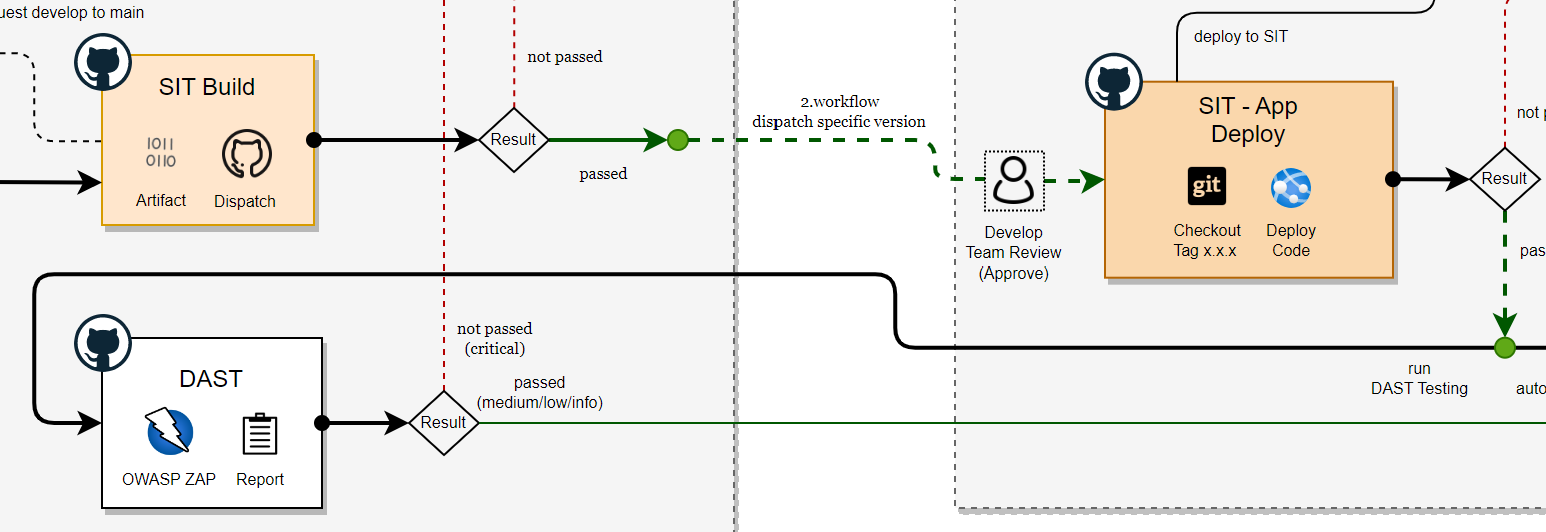 uest develop to main
SIT Build
1011
0110
Artifact
Dispatch
not passed
Result
passed
2.workflow
dispatch specific version
Develop
Team Review
(Approve)
deploy to SIT
SIT - App
Deploy
git
Checkout
Tag x.x.x
Deploy
Code
not p
Result
pas
run
DAST Testing
auto
not passed
(critical)
passed
(medium/low/info)
DAST
OWASP ZAP
Report
Result